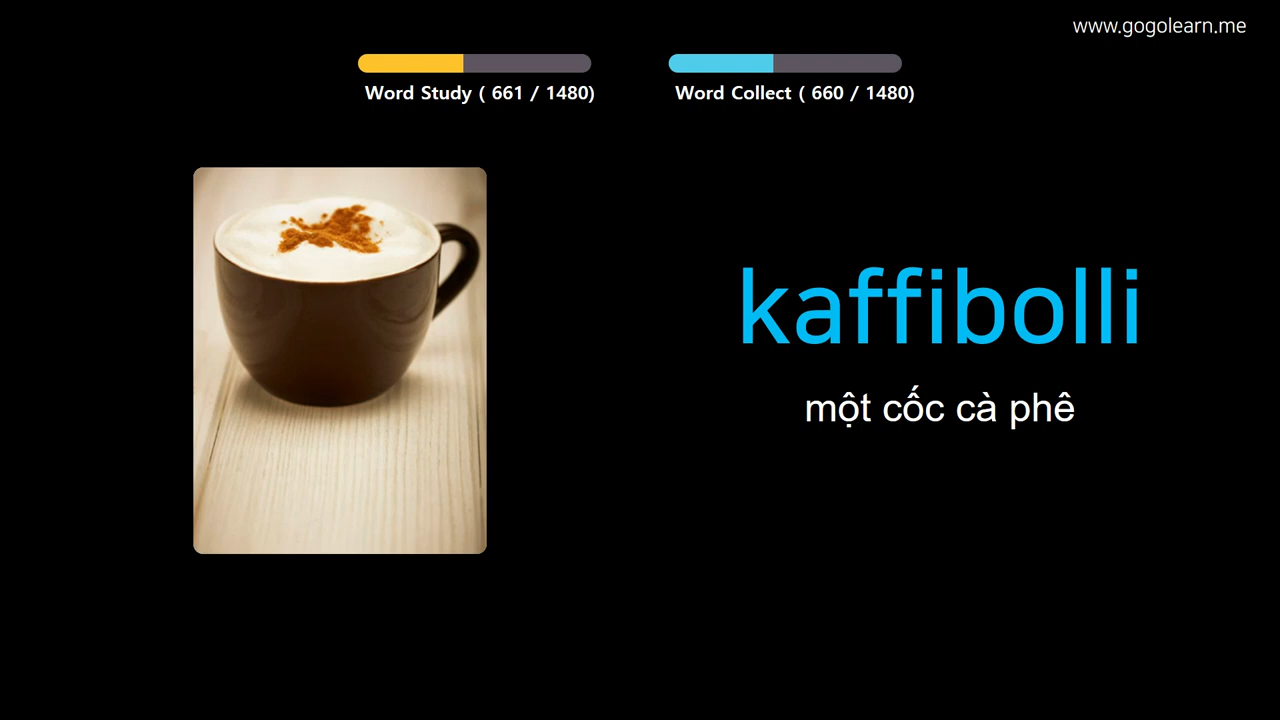 www.gogolearn.me
Word Study ( 661 / 1480)
Word Collect ( 660 / 1480)
kaffibolli
một cốc cà phê